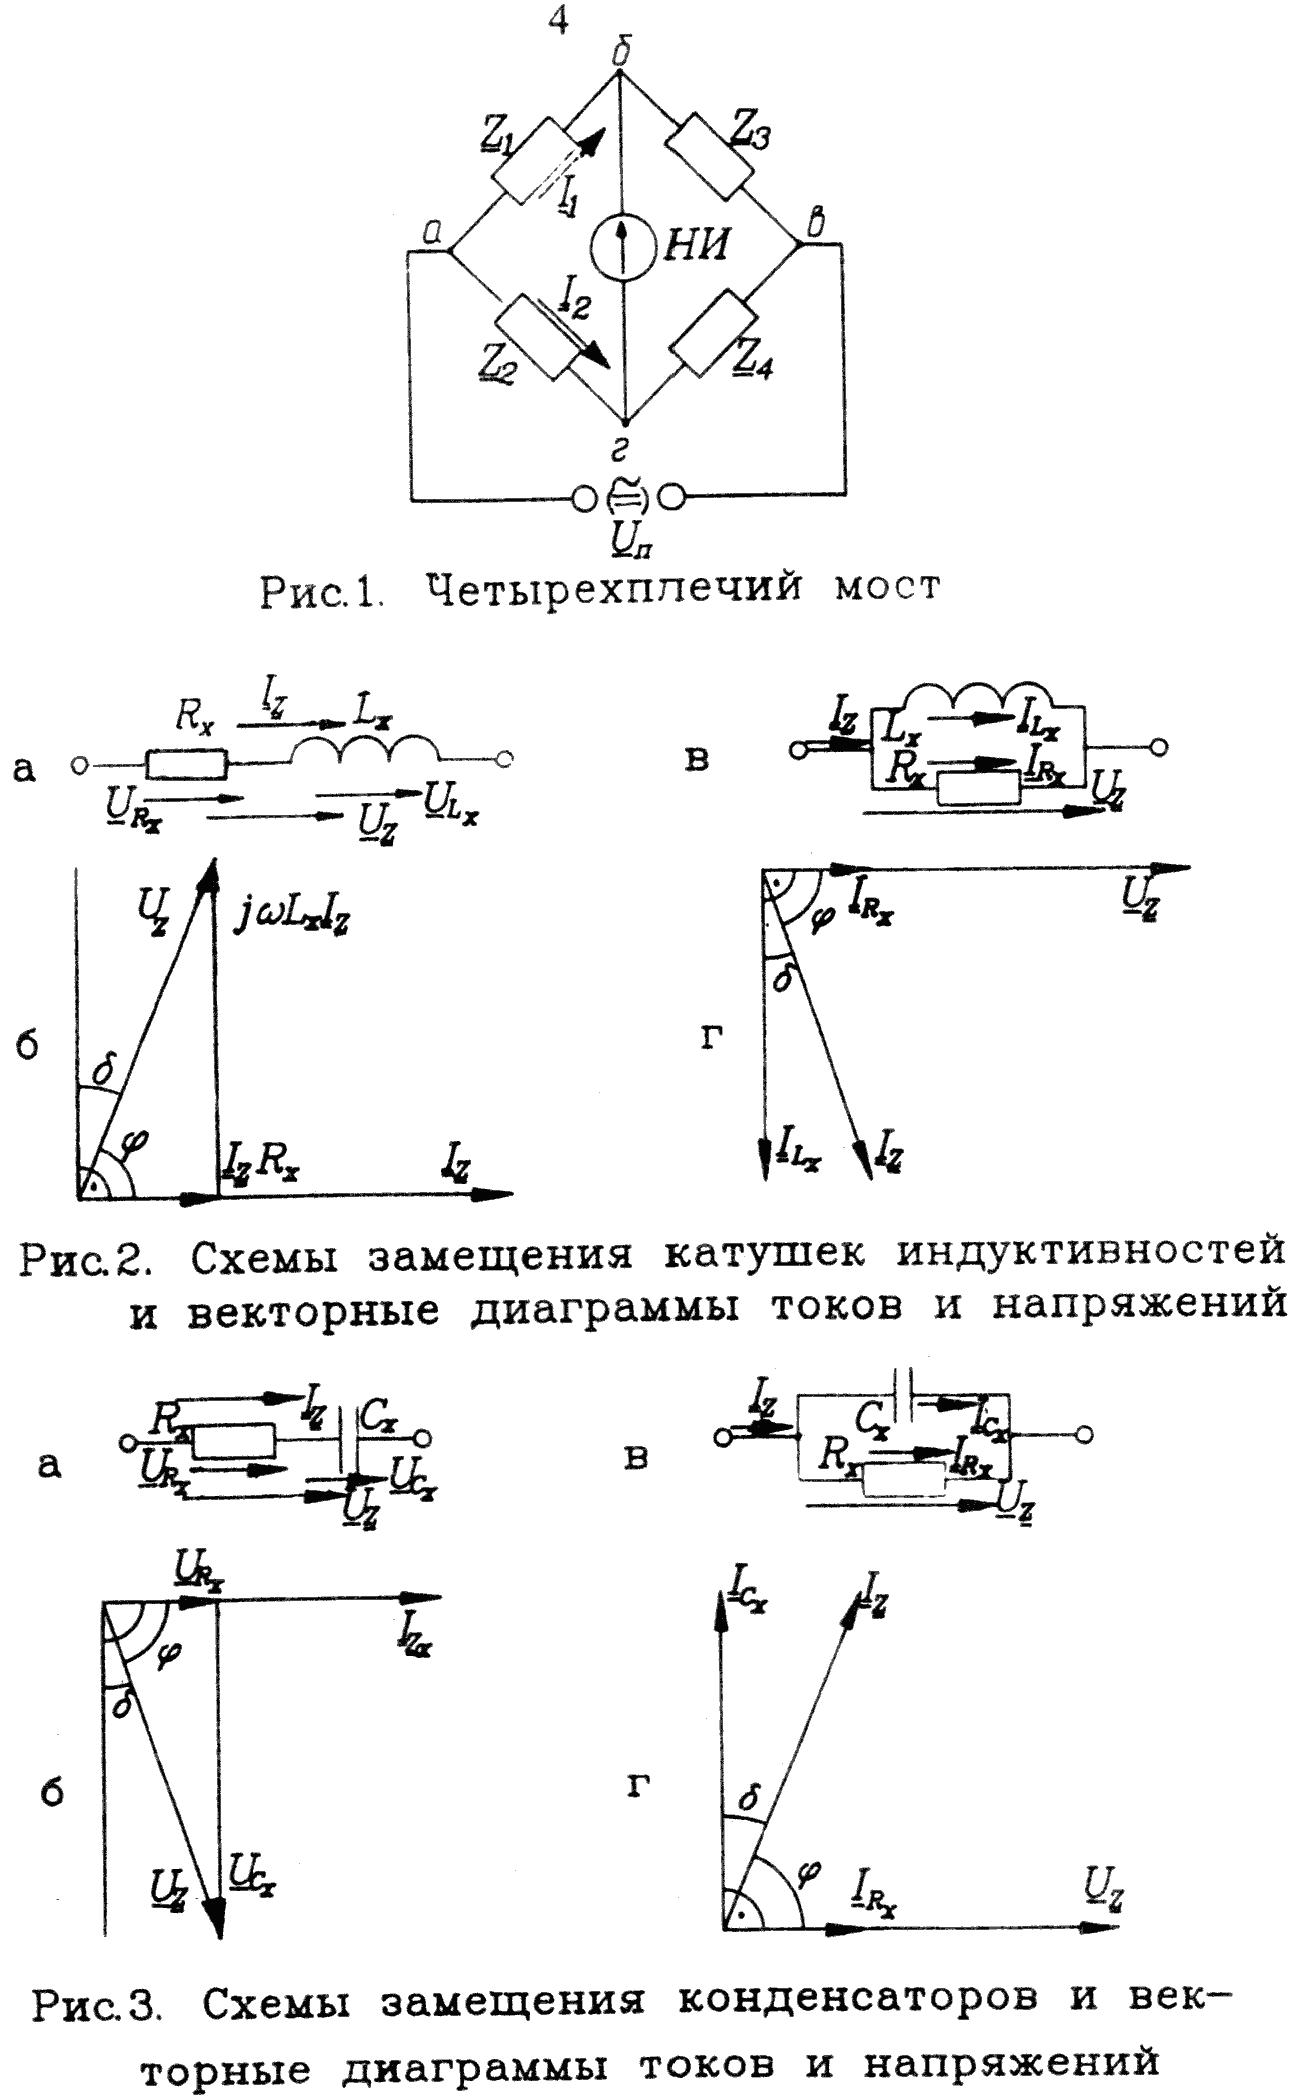 4
б
Z1
Z3
I1
а
в
НИ
I2
Z2
Z4
г
(≅)
Uп
Рис.1. Четырехплечий мост
Iz
Rx
Lx
а
URx
Uz
ULx
Iz
Lx
ILx
в
Rx
IRx
Uz
Uz
jωLxIz
б
δ
φ
IzRx
Iz
IRx
Uz
φ
δ
г
ILx
Iz
Рис.2. Схемы замещения катушек индуктивностей
и векторные диаграммы токов и напряжений
Iz
Rx
Cx
а
URx
UCx
Uz
Iz
Cx
ICx
в
Rx
IRx
Uz
URx
IZx
φ
δ
б
Uz
UCx
ICx
Iz
г
δ
φ
IRx
Uz
Рис.3. Схемы замещения конденсаторов и век-
торные диаграммы токов и напряжений